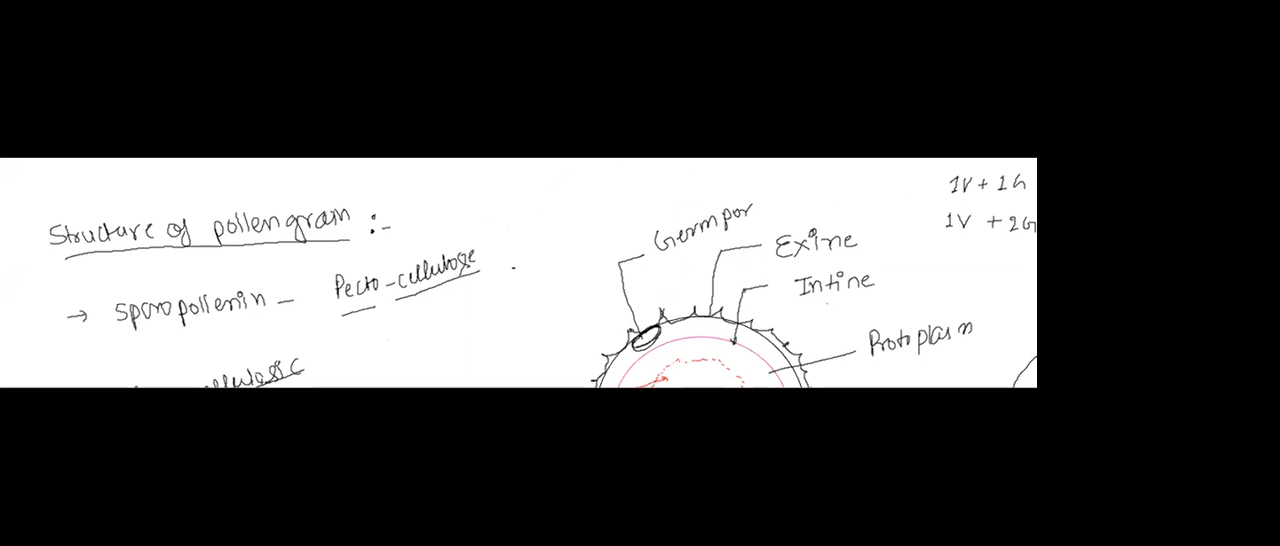 Structure of pollengrain :-
→ sporopollenin - Pecto-cellulose
Germpor
Exine
Intine
Protoplasm
1V + 1G
1V + 2G